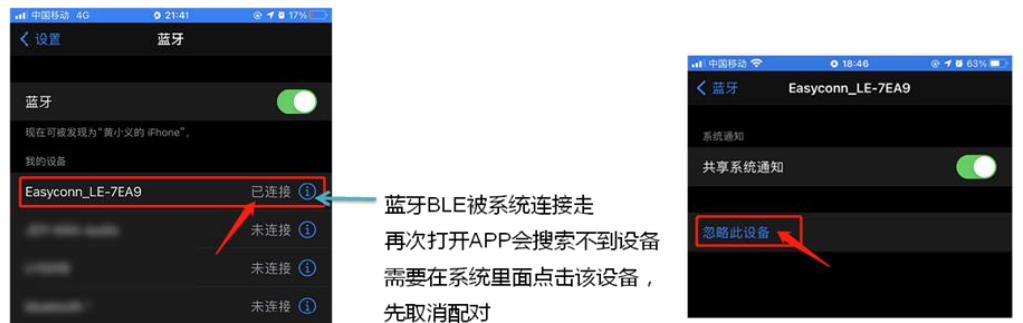 中国移动 4G 21:41 17%
设置 蓝牙
蓝牙
现在可被发现为“黄小义的 iPhone”。
我的设备
Easyconn_LE-7EA9 已连接
未连接
未连接
未连接
蓝牙BLE被系统连接走
再次打开APP会搜索不到设备
需要在系统里面点击该设备，
先取消配对
中国移动 18:46 63%
蓝牙 Easyconn_LE-7EA9
系统通知
共享系统通知
忽略此设备